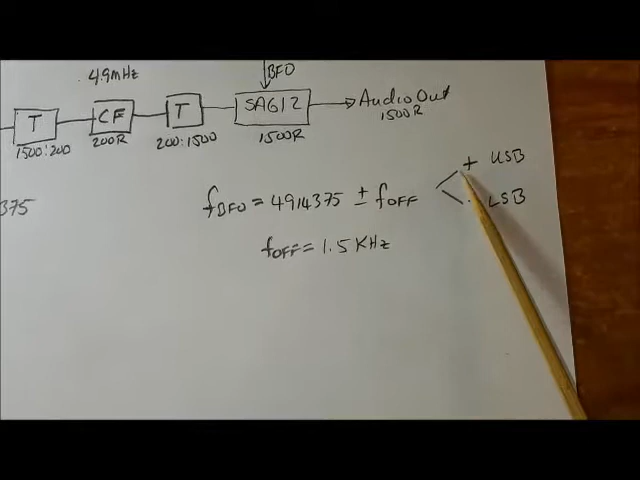 4.9mHz
BFO
T
CF
T
SA612
Audio Out
1500R
1500:200
200R
200:1500
1500R
375
+ USB
fBFO = 4914375 ± fOFF
LSB
fOFF = 1.5 KHz